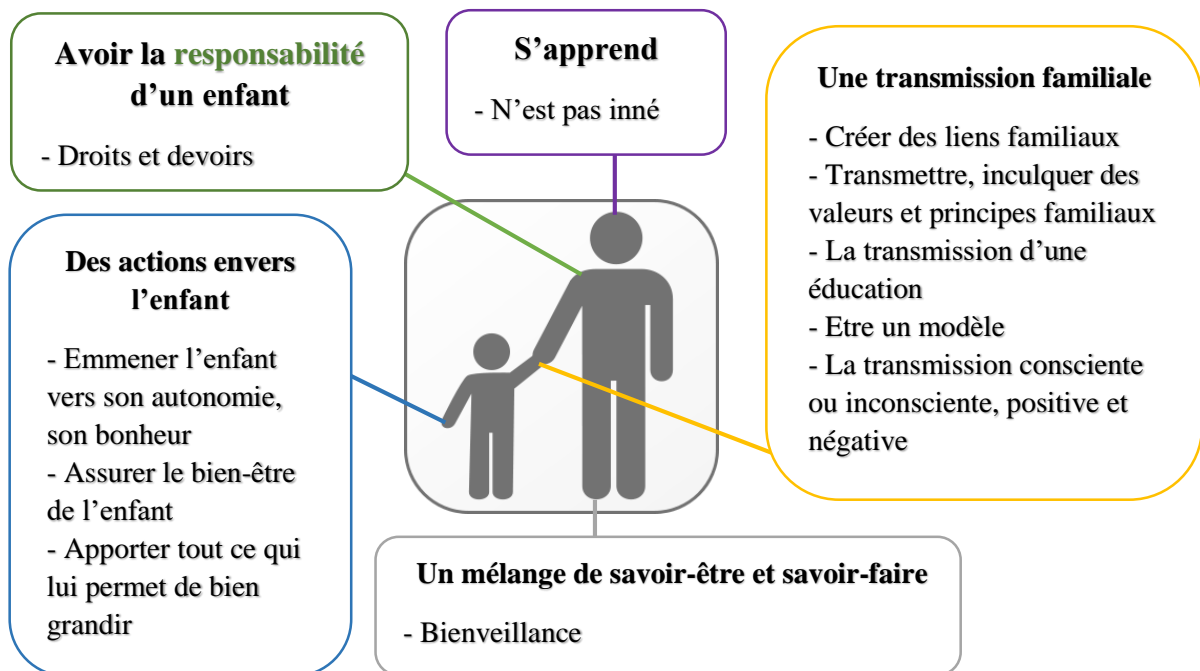 Avoir la responsabilité
d’un enfant
- Droits et devoirs
S’apprend
- N’est pas inné
Une transmission familiale
- Créer des liens familiaux
- Transmettre, inculquer des
valeurs et principes familiaux
- La transmission d’une
éducation
- Etre un modèle
- La transmission consciente
ou inconsciente, positive et
négative
Des actions envers
l’enfant
- Emmener l’enfant
vers son autonomie,
son bonheur
- Assurer le bien-être
de l’enfant
- Apporter tout ce qui
lui permet de bien
grandir
Un mélange de savoir-être et savoir-faire
- Bienveillance